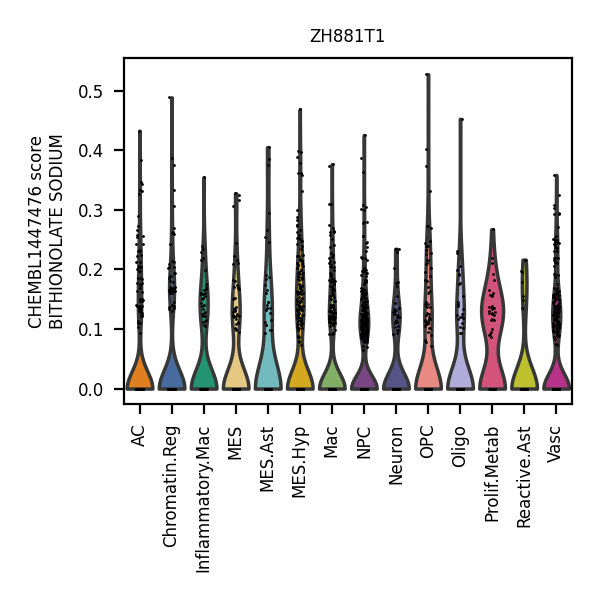 ZH881T1
CHEMBL1447476 score
BITHIONOLATE SODIUM
0.5
0.4
0.3
0.2
0.1
0.0
AC
Chromatin.Reg
Inflammatory.Mac
MES
MES.Ast
MES.Hyp
Mac
NPC
Neuron
OPC
Oligo
Prolif.Metab
Reactive.Ast
Vasc